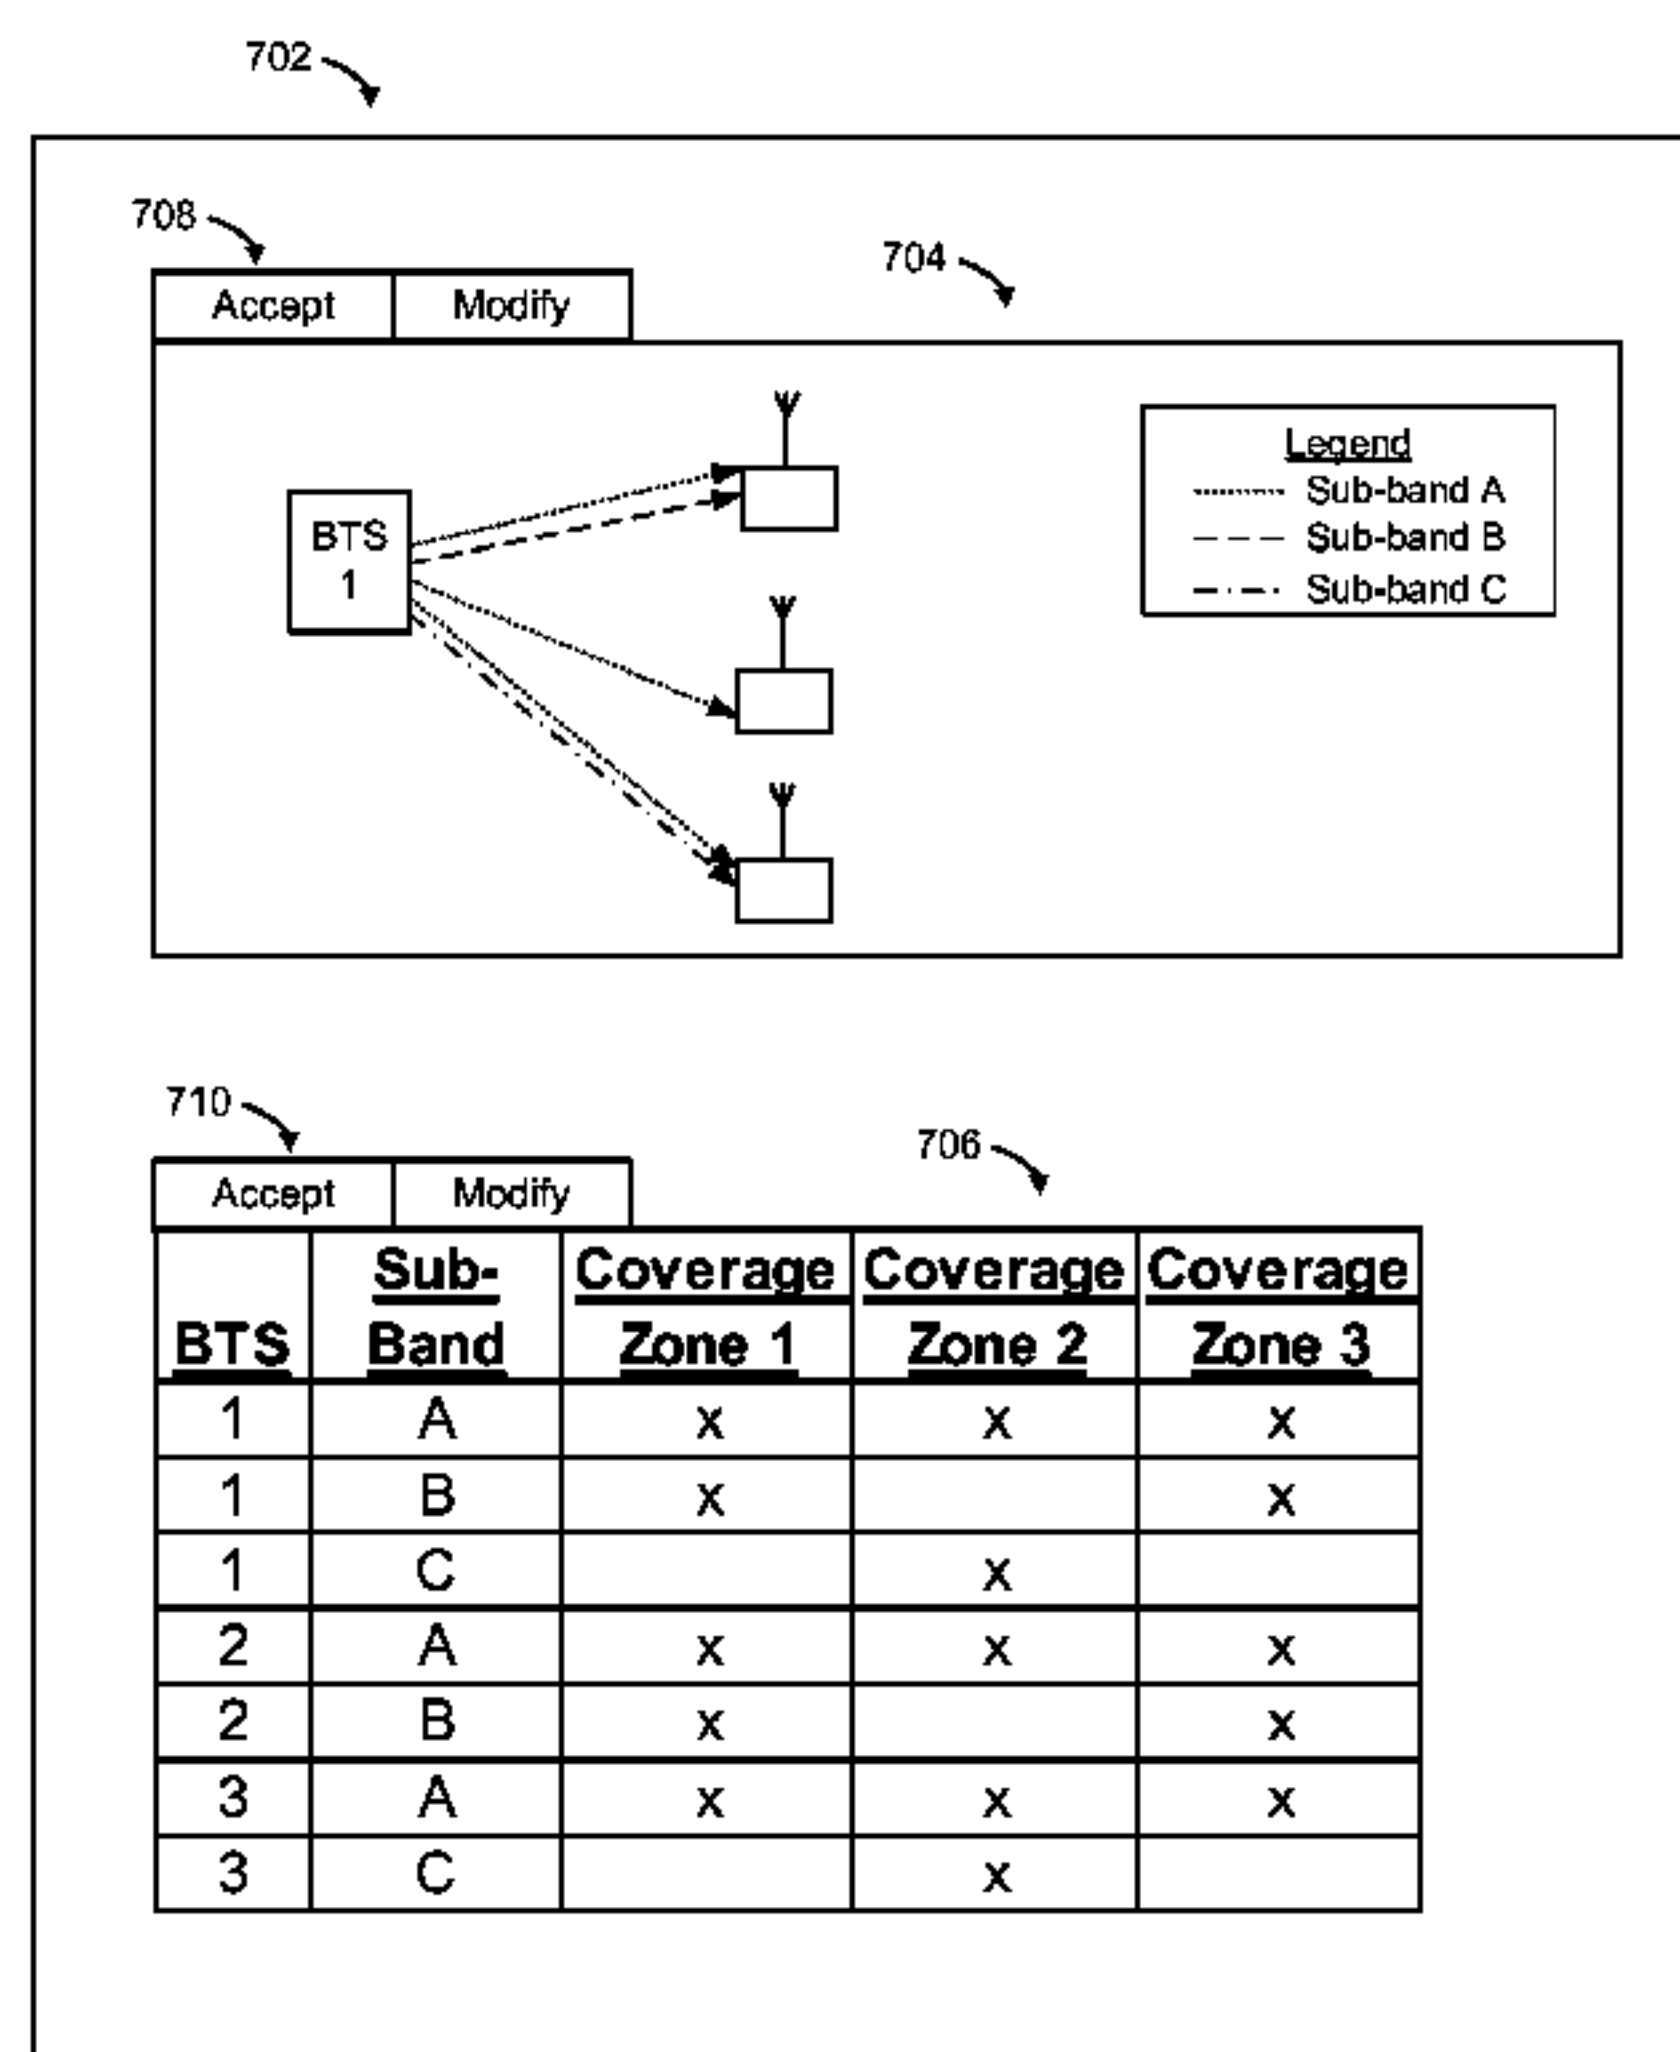 702
708
704
Accept Modify
BTS
1
Legend
Sub-band A
Sub-band B
Sub-band C
710
706
Accept Modify
Sub- Coverage Coverage Coverage
BTS Band Zone 1 Zone 2 Zone 3
1 A x x x
1 B x x
1 C x
2 A x x x
2 B x x
3 A x x x
3 C x